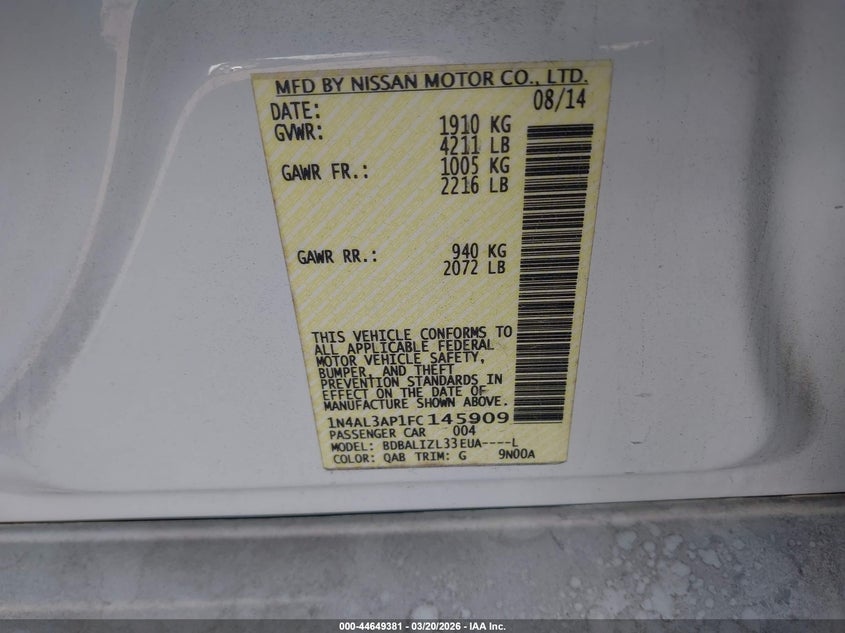 MFD BY NISSAN MOTOR CO., LTD.
DATE: 08/14
GVWR: 1910 KG
4211 LB
GAWR FR.: 1005 KG
2216 LB
GAWR RR.: 940 KG
2072 LB
THIS VEHICLE CONFORMS TO
ALL APPLICABLE FEDERAL
MOTOR VEHICLE SAFETY,
BUMPER, AND THEFT
PREVENTION STANDARDS IN
EFFECT ON THE DATE OF
MANUFACTURE SHOWN ABOVE.
1N4AL3AP1FC145909
PASSENGER CAR 004
MODEL: BDBALIZL33EUA----L
COLOR: QAB TRIM: G 9N00A
000-44649381 - 03/20/2026 - IAA Inc.